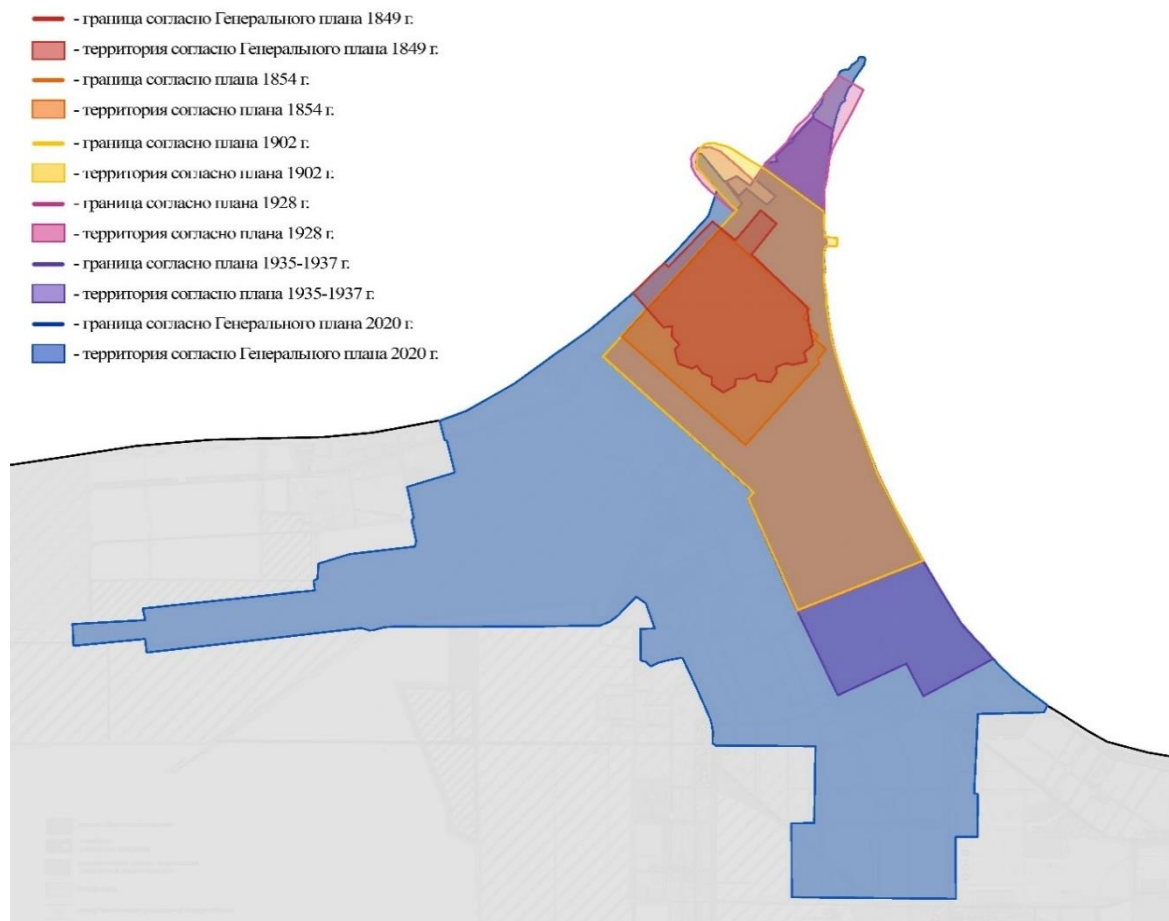 - граница согласно Генерального плана 1849 г.
- территория согласно Генерального плана 1849 г.
- граница согласно плана 1854 г.
- территория согласно плана 1854 г.
- граница согласно плана 1902 г.
- территория согласно плана 1902 г.
- граница согласно плана 1928 г.
- территория согласно плана 1928 г.
- граница согласно плана 1935-1937 г.
- территория согласно плана 1935-1937 г.
- граница согласно Генерального плана 2020 г.
- территория согласно Генерального плана 2020 г.